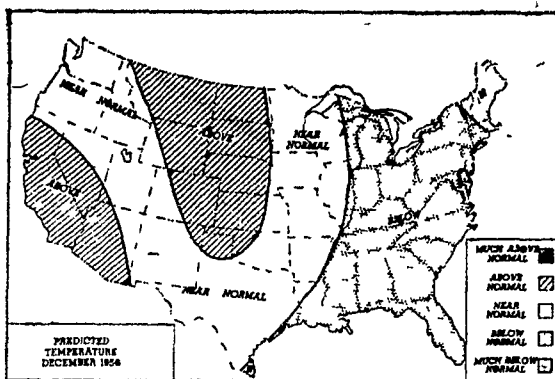 NEAR NORMAL
ABOVE
NEAR
NORMAL
ABOVE
BELOW
NEAR NORMAL
MUCH ABOVE
NORMAL
ABOVE
NORMAL
NEAR
NORMAL
BELOW
NORMAL
MUCH BELOW
NORMAL
PREDICTED
TEMPERATURE
DECEMBER 1956